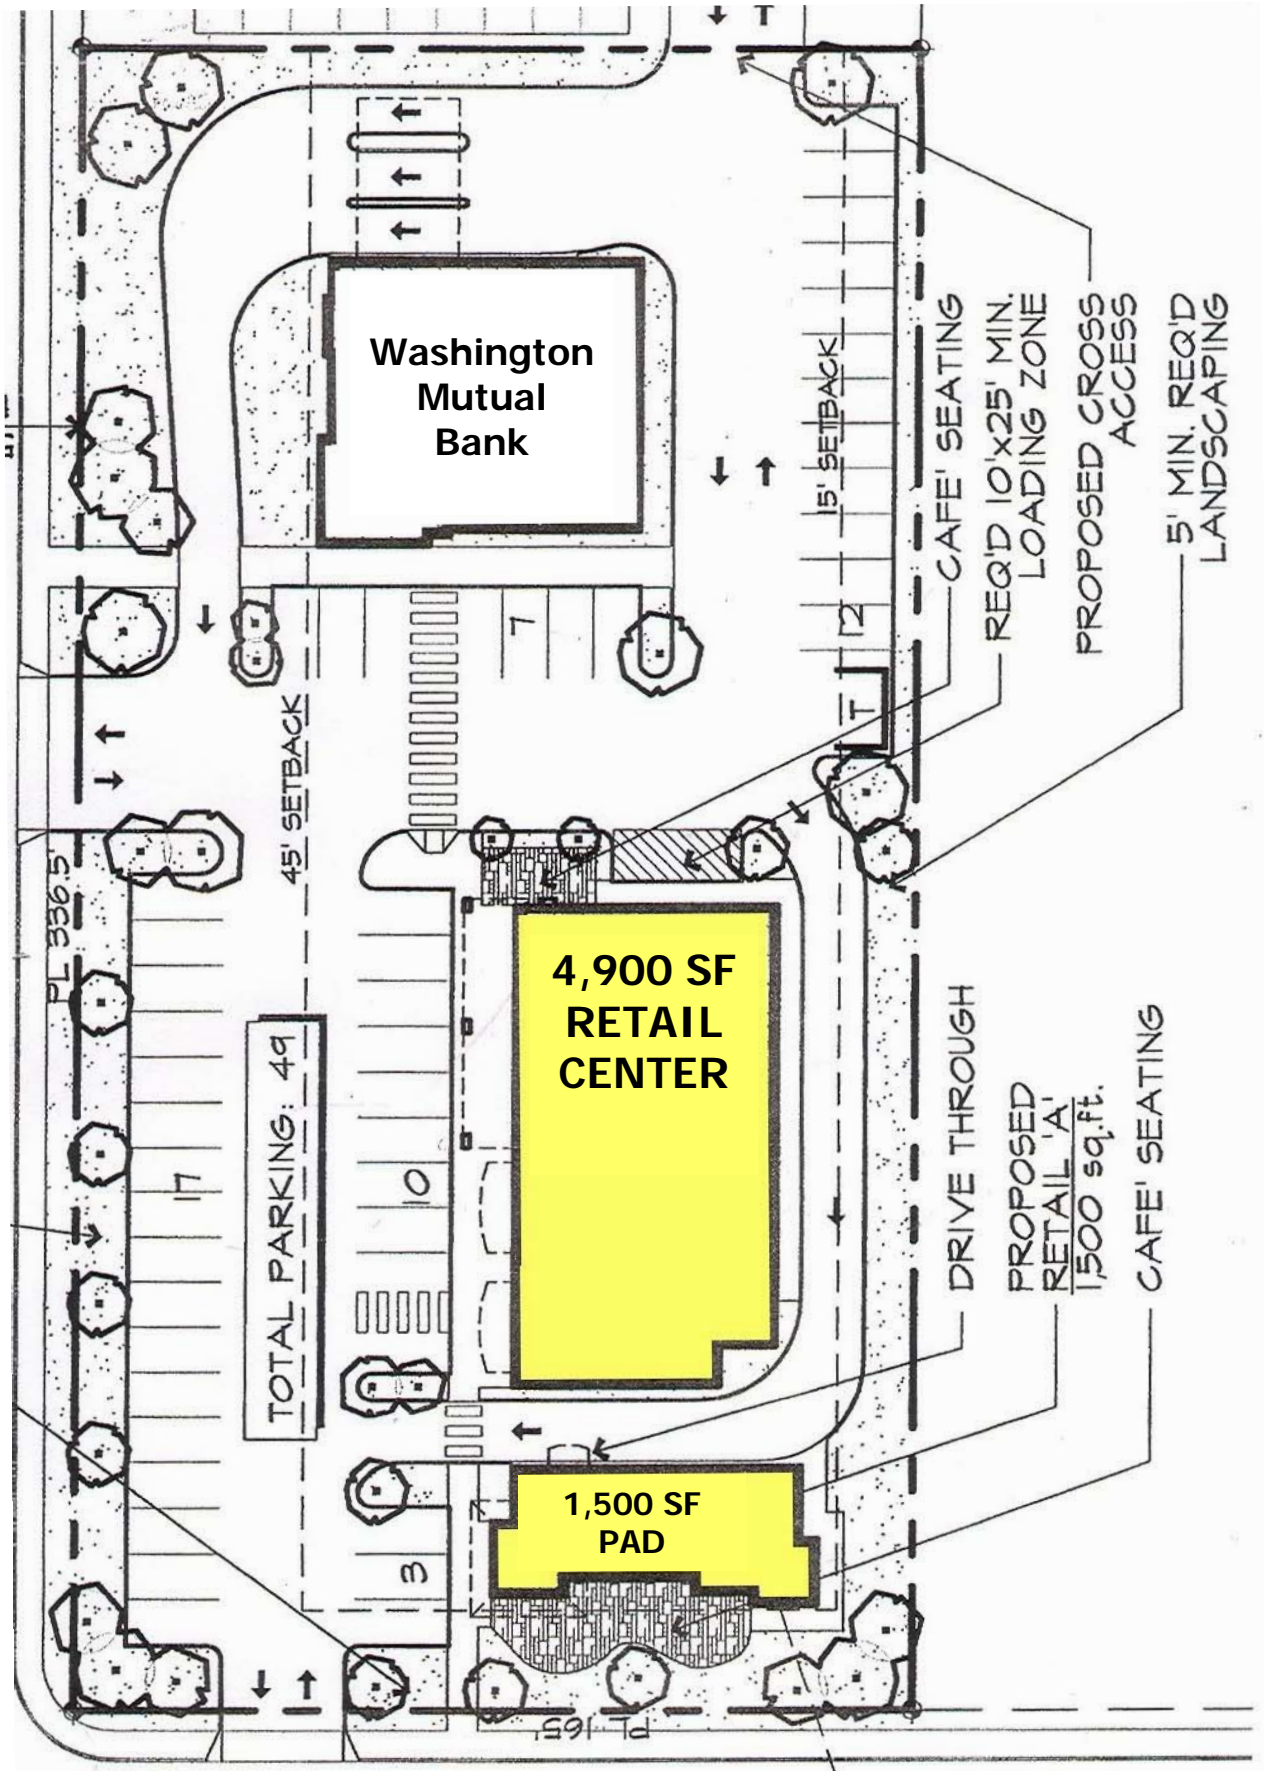 Washington
Mutual
Bank
15' SETBACK
CAFE' SEATING
REQ'D 10'x25' MIN.
LOADING ZONE
PROPOSED CROSS
ACCESS
5' MIN. REQ'D
LANDSCAPING
7
12
T
45' SETBACK
PL 336.5'
4,900 SF
RETAIL
CENTER
TOTAL PARKING: 49
17
10
DRIVE THROUGH
PROPOSED
RETAIL 'A'
1,500 sq.ft.
CAFE' SEATING
1,500 SF
PAD
3
PL 165'